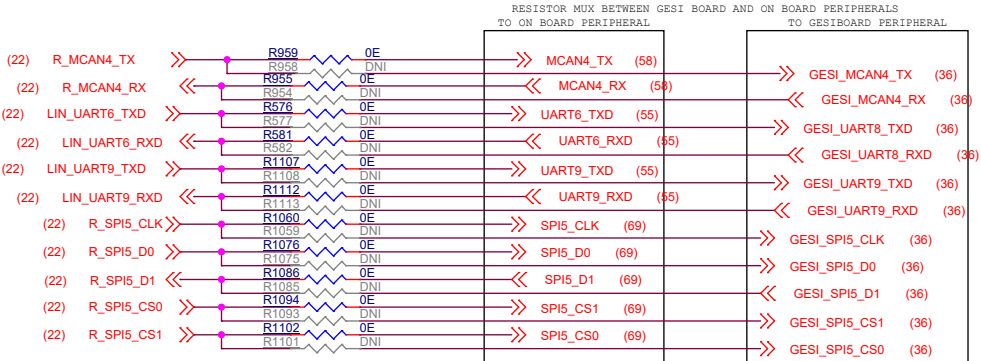 RESISTOR MUX BETWEEN GESI BOARD AND ON BOARD PERIPHERALS
TO ON BOARD PERIPHERAL TO GESIBOARD PERIPHERAL
(22) R_MCAN4_TX R959 0E MCAN4_TX (58)
R958 DNI GESI_MCAN4_TX (36)
(22) R_MCAN4_RX R955 0E MCAN4_RX (58)
R954 DNI GESI_MCAN4_RX (36)
(22) LIN_UART6_TXD R576 0E UART6_TXD (55)
R577 DNI GESI_UART8_TXD (36)
(22) LIN_UART6_RXD R581 0E UART6_RXD (55)
R582 DNI GESI_UART8_RXD (36)
(22) LIN_UART9_TXD R1107 0E UART9_TXD (55)
R1108 DNI GESI_UART9_TXD (36)
(22) LIN_UART9_RXD R1112 0E UART9_RXD (55)
R1113 DNI GESI_UART9_RXD (36)
(22) R_SPI5_CLK R1060 0E SPI5_CLK (69)
R1059 DNI GESI_SPI5_CLK (36)
(22) R_SPI5_D0 R1076 0E SPI5_D0 (69)
R1075 DNI GESI_SPI5_D0 (36)
(22) R_SPI5_D1 R1086 0E SPI5_D1 (69)
R1085 DNI GESI_SPI5_D1 (36)
(22) R_SPI5_CS0 R1094 0E SPI5_CS1 (69)
R1093 DNI GESI_SPI5_CS1 (36)
(22) R_SPI5_CS1 R1102 0E SPI5_CS0 (69)
R1101 DNI GESI_SPI5_CS0 (36)